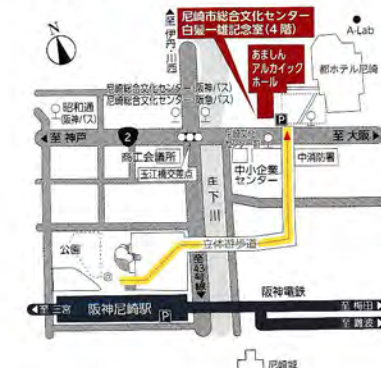 至 伊丹・川西
尼崎市総合文化センター
白髪一雄記念室(4階)
A-Lab
あましん
アルカイック
ホール
都ホテル尼崎
N
尼崎総合文化センター(阪神バス)
尼崎総合文化センター(阪急バス)
昭和通
(阪神バス)
P
至 神戸
2
至 大阪
商工会議所
玉江橋交差点
庄下川
中小企業
センター
中消防署
公園
立体遊歩道
至43号線
阪神尼崎駅
P
阪神電鉄
至 三宮
至 梅田
至 難波
尼崎城